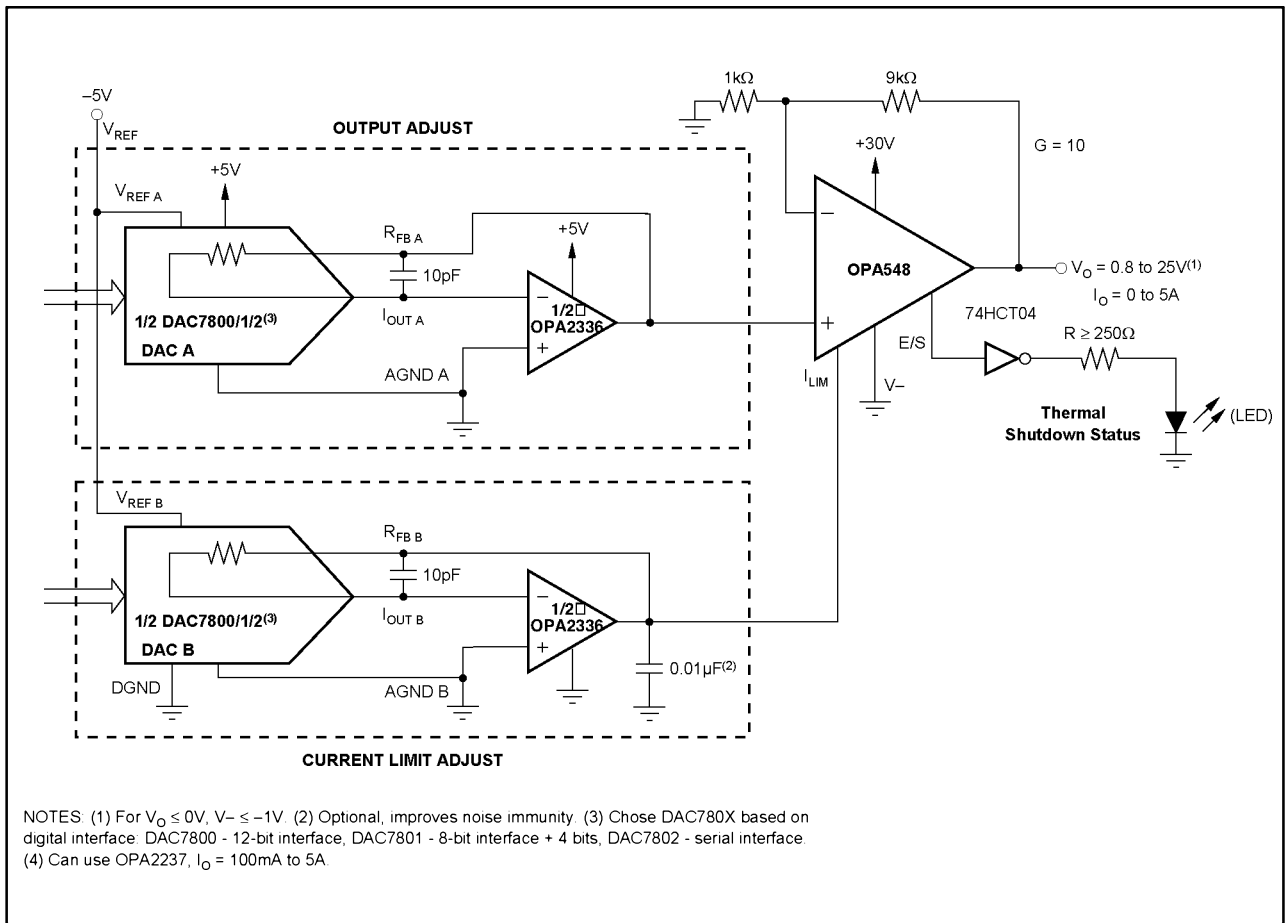 –5V
V_REF
OUTPUT ADJUST
1kΩ
9kΩ
G = 10
+30V
V_REF A
+5V
R_FB A
10pF
+5V
–
1/2□
OPA2336
+
I_OUT A
1/2 DAC7800/1/2(3)
DAC A
AGND A
–
OPA548
+
V_O = 0.8 to 25V(1)
I_O = 0 to 5A
74HCT04
E/S
R ≥ 250Ω
I_LIM
V–
Thermal
Shutdown Status
(LED)
V_REF B
R_FB B
10pF
–
1/2□
OPA2336
+
I_OUT B
1/2 DAC7800/1/2(3)
DAC B
DGND
AGND B
0.01µF(2)
CURRENT LIMIT ADJUST
NOTES: (1) For V_O ≤ 0V, V– ≤ –1V. (2) Optional, improves noise immunity. (3) Chose DAC780X based on
digital interface: DAC7800 - 12-bit interface, DAC7801 - 8-bit interface + 4 bits, DAC7802 - serial interface.
(4) Can use OPA2237, I_O = 100mA to 5A.